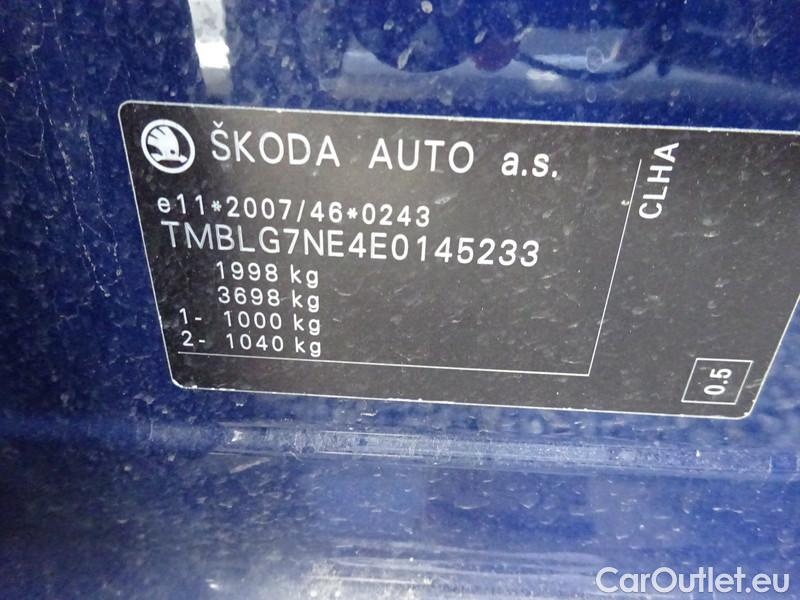 ŠKODA AUTO a.s.
e11*2007/46*0243
TMBLG7NE4E0145233
1998 kg
3698 kg
1- 1000 kg
2- 1040 kg
CLHA
0.5
CarOutlet.eu